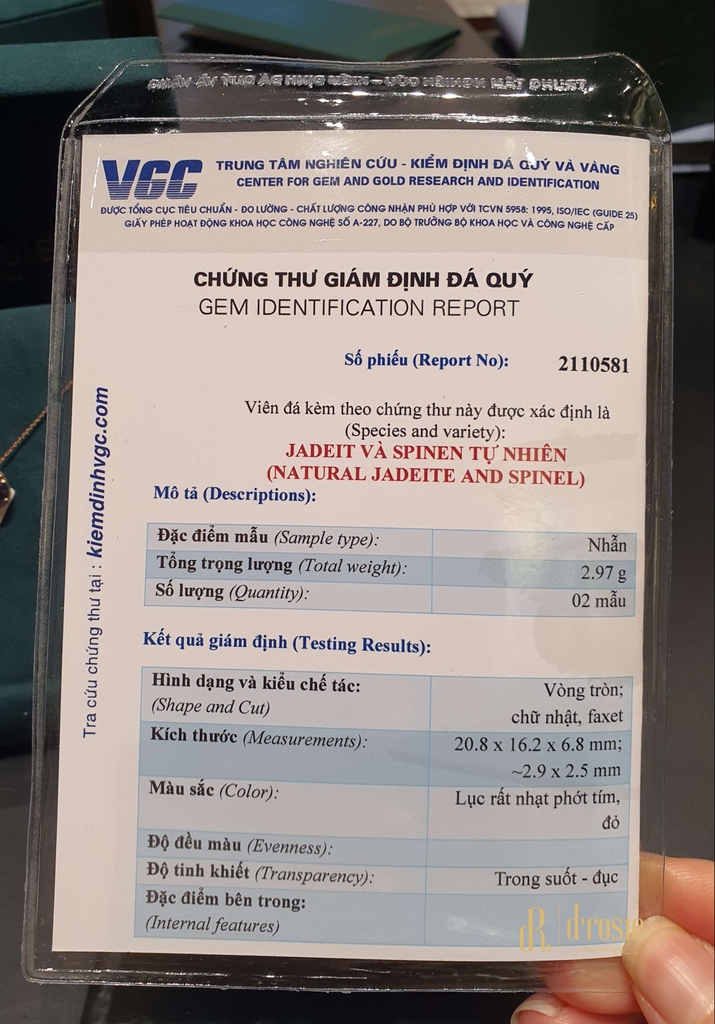 VGC
TRUNG TÂM NGHIÊN CỨU - KIỂM ĐỊNH ĐÁ QUÝ VÀ VÀNG
CENTER FOR GEM AND GOLD RESEARCH AND IDENTIFICATION
ĐƯỢC TỔNG CỤC TIÊU CHUẨN - ĐO LƯỜNG - CHẤT LƯỢNG CÔNG NHẬN PHÙ HỢP VỚI TCVN 5958: 1995, ISO/IEC (GUIDE 25)
GIẤY PHÉP HOẠT ĐỘNG KHOA HỌC CÔNG NGHỆ SỐ A-227, DO BỘ TRƯỞNG BỘ KHOA HỌC VÀ CÔNG NGHỆ CẤP
CHỨNG THƯ GIÁM ĐỊNH ĐÁ QUÝ
GEM IDENTIFICATION REPORT
Số phiếu (Report No): 2110581
Viên đá kèm theo chứng thư này được xác định là
(Species and variety):
JADEIT VÀ SPINEN TỰ NHIÊN
(NATURAL JADEITE AND SPINEL)
Mô tả (Descriptions):
Đặc điểm mẫu (Sample type): Nhẫn
Tổng trọng lượng (Total weight): 2.97 g
Số lượng (Quantity): 02 mẫu
Kết quả giám định (Testing Results):
Hình dạng và kiểu chế tác: Vòng tròn;
(Shape and Cut) chữ nhật, faxet
Kích thước (Measurements): 20.8 x 16.2 x 6.8 mm;
~2.9 x 2.5 mm
Màu sắc (Color): Lục rất nhạt phớt tím,
đỏ
Độ đều màu (Evenness):
Độ tinh khiết (Transparency): Trong suốt - đục
Đặc điểm bên trong:
(Internal features)
Tra cứu chứng thư tại : kiemdinhvgc.com
dR d'rosie